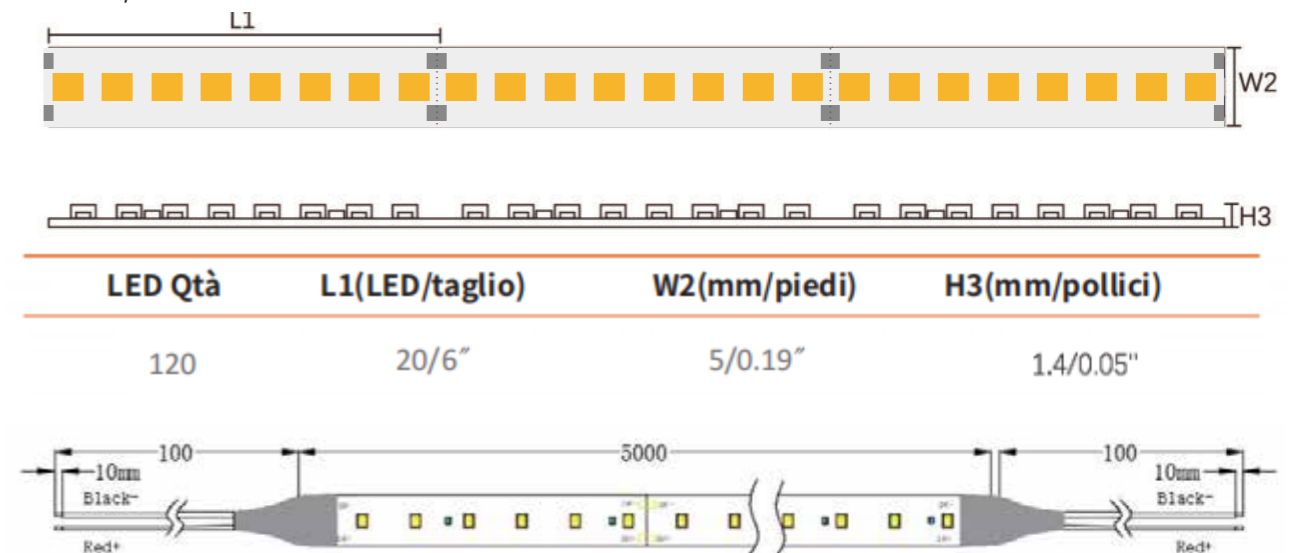 L1
W2
H3
LED Qtà L1(LED/taglio) W2(mm/piedi) H3(mm/pollici)
120 20/6″ 5/0.19″ 1.4/0.05"
100 5000 100
10mm 10mm
Black- Black-
Red+ Red+